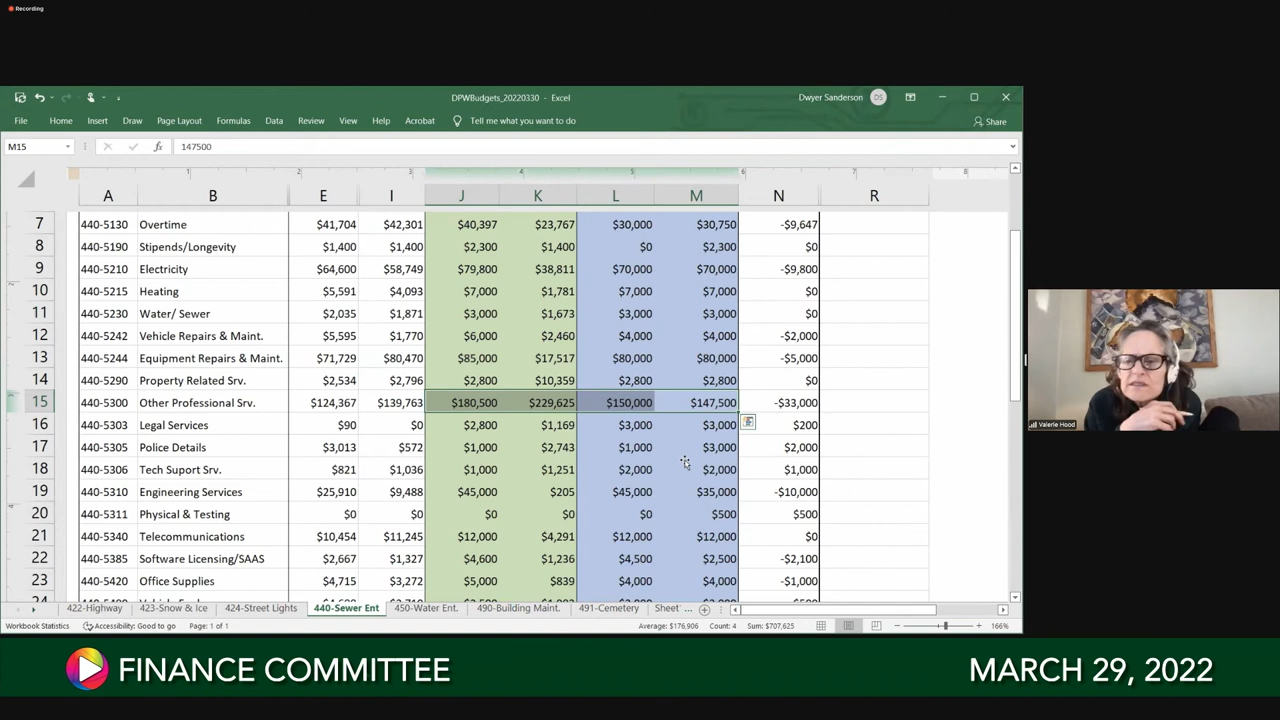 Recording
DPWBudgets_20220330 - Excel
Dwyer Sanderson DS
File Home Insert Draw Page Layout Formulas Data Review View Help Acrobat Tell me what you want to do Share
M15 fx 147500
1 2 3 4 5 6 7 8
A B E I J K L M N R
7 440-5130 Overtime $41,704 $42,301 $40,397 $23,767 $30,000 $30,750 -$9,647
8 440-5190 Stipends/Longevity $1,400 $1,400 $2,300 $1,400 $0 $2,300 $0
9 440-5210 Electricity $64,600 $58,749 $79,800 $38,811 $70,000 $70,000 -$9,800
10 440-5215 Heating $5,591 $4,093 $7,000 $1,781 $7,000 $7,000 $0
11 440-5230 Water/ Sewer $2,035 $1,871 $3,000 $1,673 $3,000 $3,000 $0
12 440-5242 Vehicle Repairs & Maint. $5,595 $1,770 $6,000 $2,460 $4,000 $4,000 -$2,000
13 440-5244 Equipment Repairs & Maint. $71,729 $80,470 $85,000 $17,517 $80,000 $80,000 -$5,000
14 440-5290 Property Related Srv. $2,534 $2,796 $2,800 $10,359 $2,800 $2,800 $0
15 440-5300 Other Professional Srv. $124,367 $139,763 $180,500 $229,625 $150,000 $147,500 -$33,000
16 440-5303 Legal Services $90 $0 $2,800 $1,169 $3,000 $3,000 $200
17 440-5305 Police Details $3,013 $572 $1,000 $2,743 $1,000 $3,000 $2,000
18 440-5306 Tech Suport Srv. $821 $1,036 $1,000 $1,251 $2,000 $2,000 $1,000
19 440-5310 Engineering Services $25,910 $9,488 $45,000 $205 $45,000 $35,000 -$10,000
20 440-5311 Physical & Testing $0 $0 $0 $0 $0 $500 $500
21 440-5340 Telecommunications $10,454 $11,245 $12,000 $4,291 $12,000 $12,000 $0
22 440-5385 Software Licensing/SAAS $2,667 $1,327 $4,600 $1,236 $4,500 $2,500 -$2,100
23 440-5420 Office Supplies $4,715 $3,272 $5,000 $839 $4,000 $4,000 -$1,000
422-Highway 423-Snow & Ice 424-Street Lights 440-Sewer Ent 450-Water Ent. 490-Building Maint. 491-Cemetery Sheet ...
Workbook Statistics Accessibility: Good to go Page: 1 of 1 Average: $176,906 Count: 4 Sum: $707,625 166%
Valerie Hood
FINANCE COMMITTEE
MARCH 29, 2022